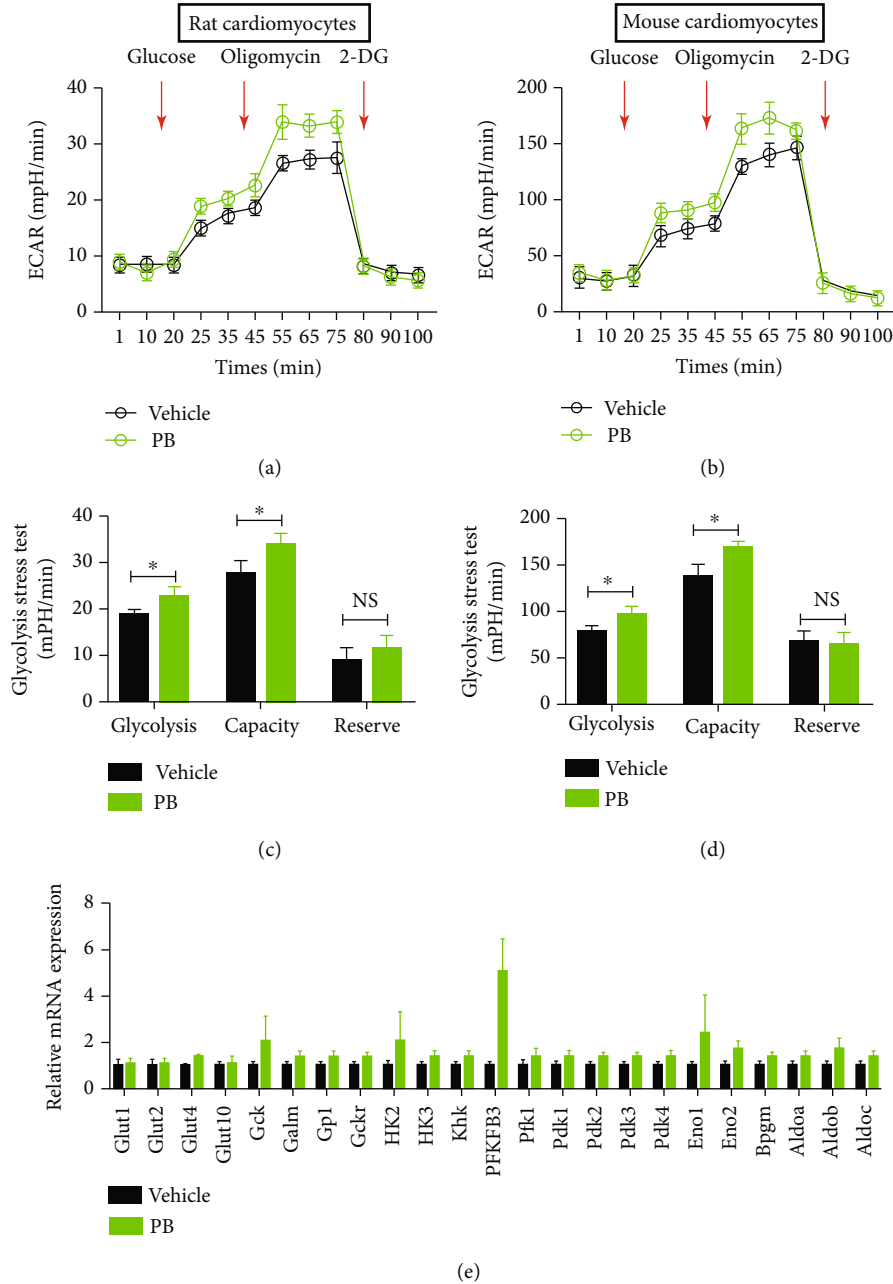 Rat cardiomyocytes
Glucose Oligomycin 2-DG
ECAR (mpH/min)
40
30
20
10
0
1 10 20 25 35 45 55 65 75 80 90 100
Times (min)
Vehicle
PB
(a)
Mouse cardiomyocytes
Glucose Oligomycin 2-DG
ECAR (mpH/min)
200
150
100
50
0
1 10 20 25 35 45 55 65 75 80 90 100
Times (min)
Vehicle
PB
(b)
Glycolysis stress test
(mPH/min)
40
30
20
10
0
* * NS
Glycolysis Capacity Reserve
Vehicle
PB
(c)
Glycolysis stress test
(mPH/min)
200
150
100
50
0
* * NS
Glycolysis Capacity Reserve
Vehicle
PB
(d)
Relative mRNA expression
8
6
4
2
0
Glut1 Glut2 Glut4 Glut10 Gck Galm Gp1 Gckr HK2 HK3 Khk PFKFB3 Pfk1 Pdk1 Pdk2 Pdk3 Pdk4 Eno1 Eno2 Bpgm Aldoa Aldob Aldoc
Vehicle
PB
(e)